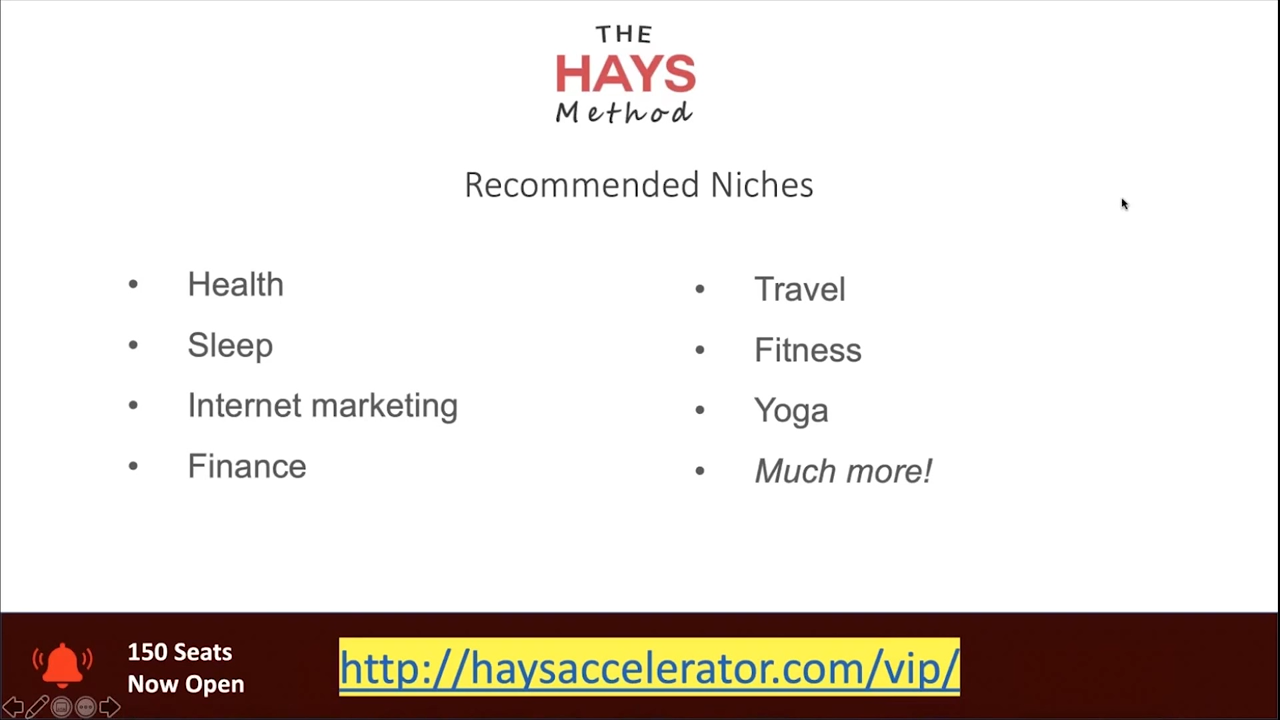 THE
HAYS
Method
Recommended Niches
• Health
• Sleep
• Internet marketing
• Finance
• Travel
• Fitness
• Yoga
• Much more!
150 Seats
Now Open
http://haysaccelerator.com/vip/